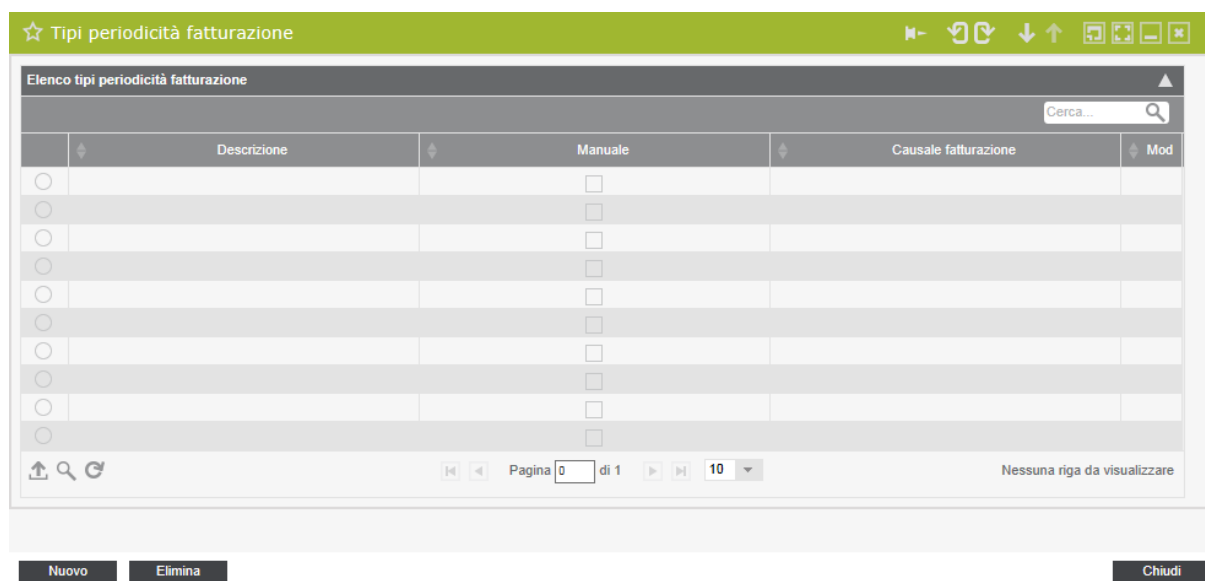 Tipi periodicità fatturazione
Elenco tipi periodicità fatturazione
Cerca...
Descrizione Manuale Causale fatturazione Mod
Pagina 0 di 1 10 Nessuna riga da visualizzare
Nuovo Elimina Chiudi